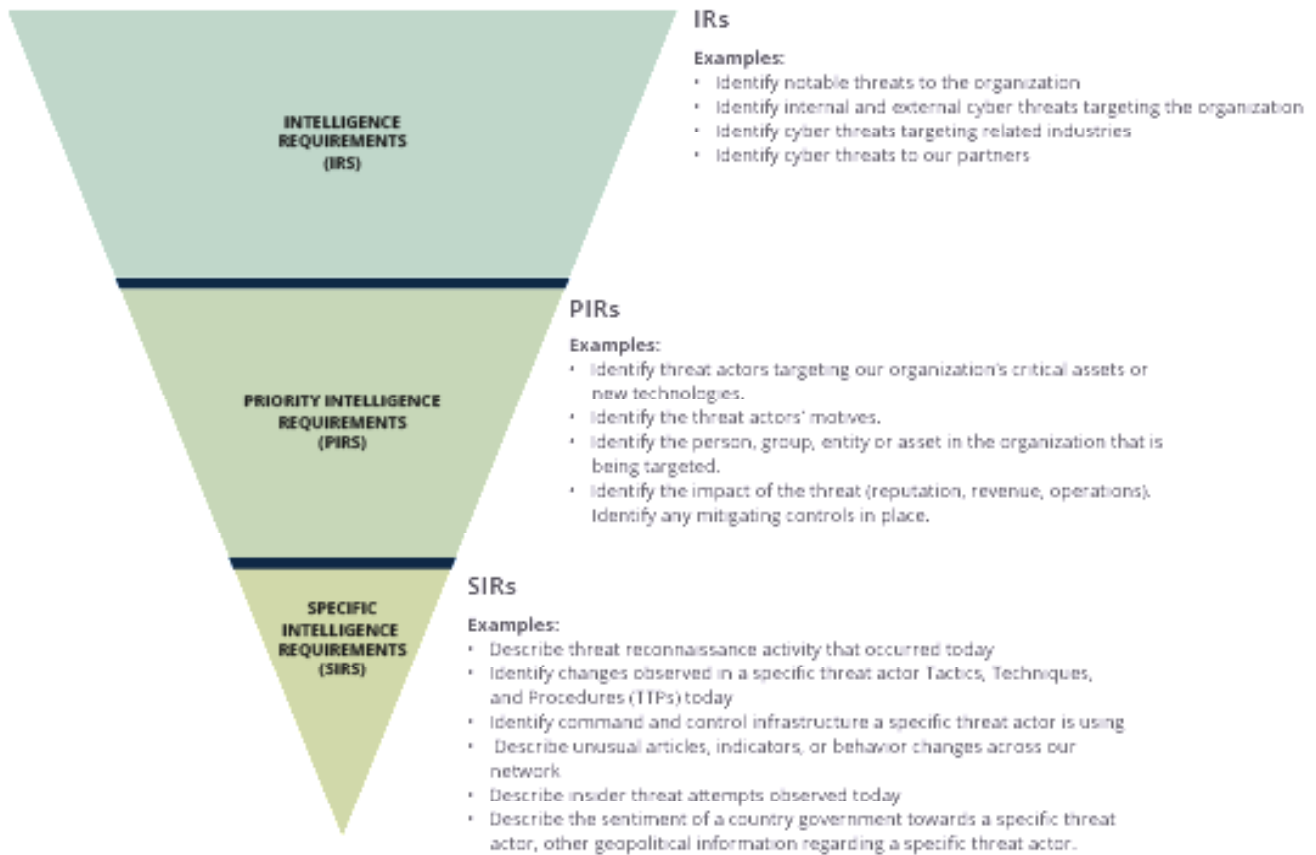 INTELLIGENCE
REQUIREMENTS
(IRS)
IRs
Examples:
• Identify notable threats to the organization
• Identify internal and external cyber threats targeting the organization
• Identify cyber threats targeting related industries
• Identify cyber threats to our partners
PRIORITY INTELLIGENCE
REQUIREMENTS
(PIRS)
PIRs
Examples:
• Identify threat actors targeting our organization's critical assets or
new technologies.
• Identify the threat actors' motives.
• Identify the person, group, entity or asset in the organization that is
being targeted.
• Identify the impact of the threat (reputation, revenue, operations).
Identify any mitigating controls in place.
SPECIFIC
INTELLIGENCE
REQUIREMENTS
(SIRS)
SIRs
Examples:
• Describe threat reconnaissance activity that occurred today
• Identify changes observed in a specific threat actor Tactics, Techniques,
and Procedures (TTPs) today
• Identify command and control infrastructure a specific threat actor is using
• Describe unusual articles, indicators, or behavior changes across our
network
• Describe insider threat attempts observed today
• Describe the sentiment of a country government towards a specific threat
actor, other geopolitical information regarding a specific threat actor.